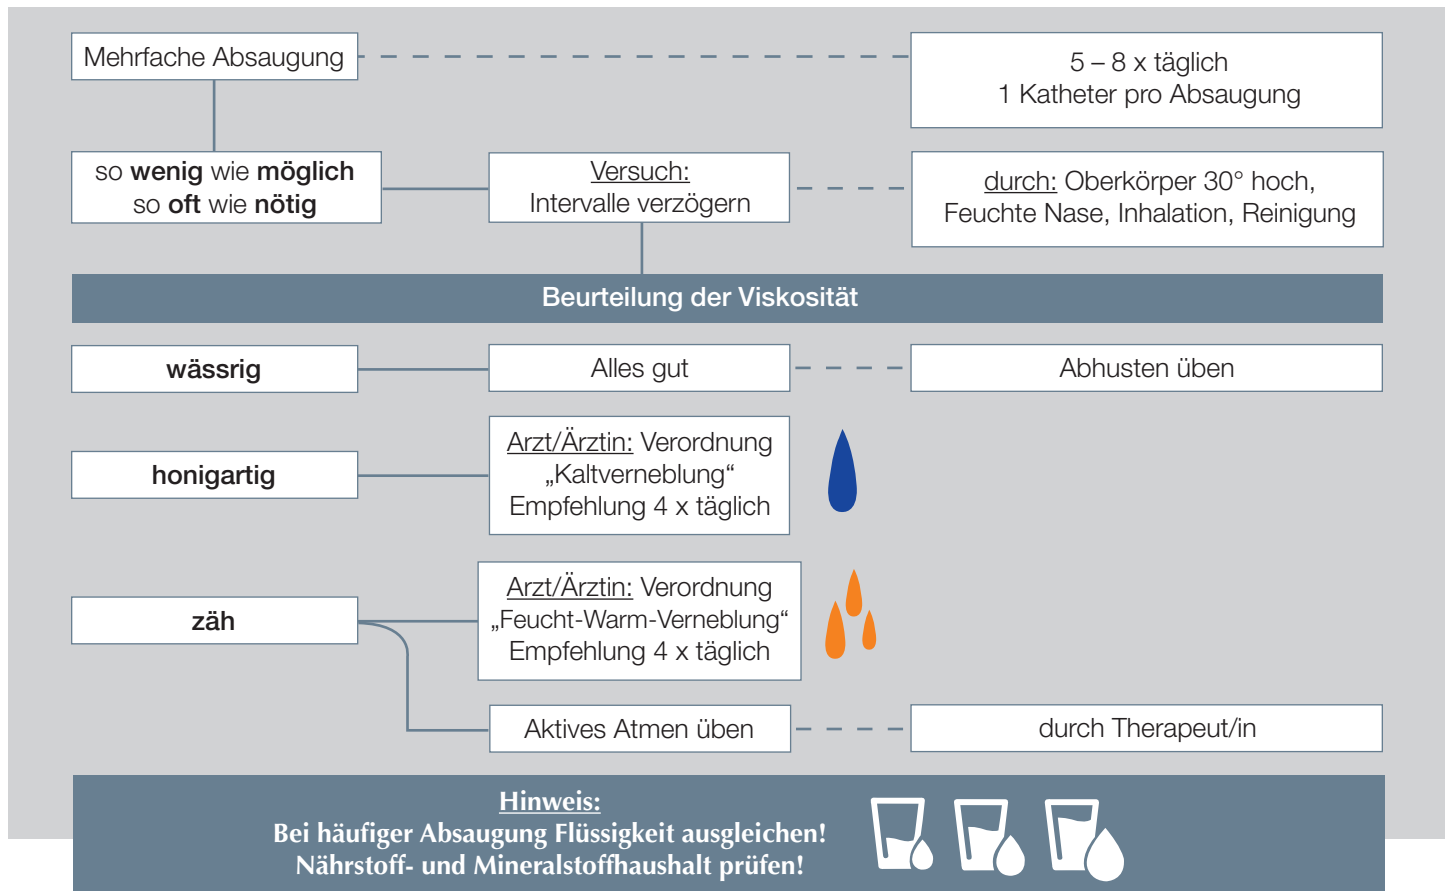 Mehrfache Absaugung
5 – 8 x täglich
1 Katheter pro Absaugung
so wenig wie möglich
so oft wie nötig
Versuch:
Intervalle verzögern
durch: Oberkörper 30° hoch,
Feuchte Nase, Inhalation, Reinigung
Beurteilung der Viskosität
wässrig
Alles gut
Abhusten üben
honigartig
Arzt/Ärztin: Verordnung
„Kaltverneblung“
Empfehlung 4 x täglich
zäh
Arzt/Ärztin: Verordnung
„Feucht-Warm-Verneblung“
Empfehlung 4 x täglich
Aktives Atmen üben
durch Therapeut/in
Hinweis:
Bei häufiger Absaugung Flüssigkeit ausgleichen!
Nährstoff- und Mineralstoffhaushalt prüfen!